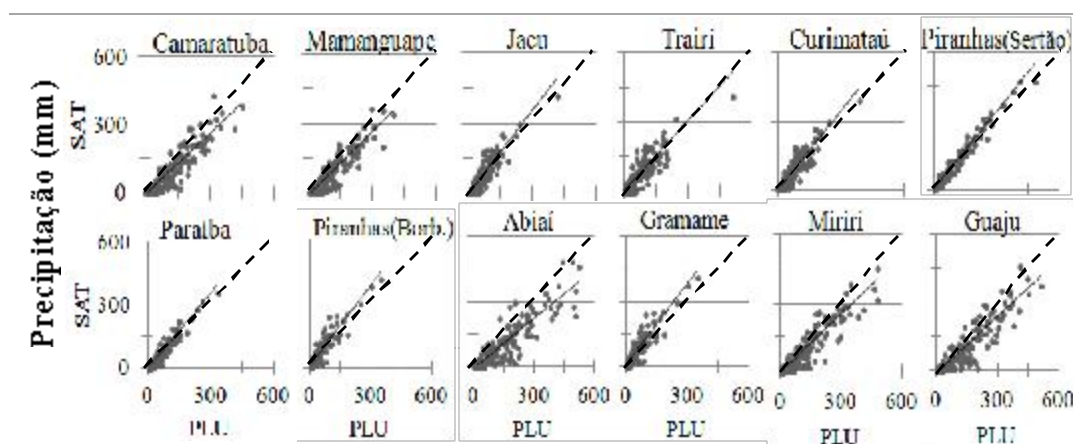 Camaratuba Mamanguape Jacu Trairi Curimataú Piranhas(Sertão)
Precipitação (mm)
SAT
600
300
0
Paraíba Piranhas(Borb.) Abiaí Gramame Miriri Guaju
SAT
600
300
0
0 300 600 0 300 600 0 300 600 0 300 600 0 300 600 0 300 600
PLU PLU PLU PLU PLU PLU